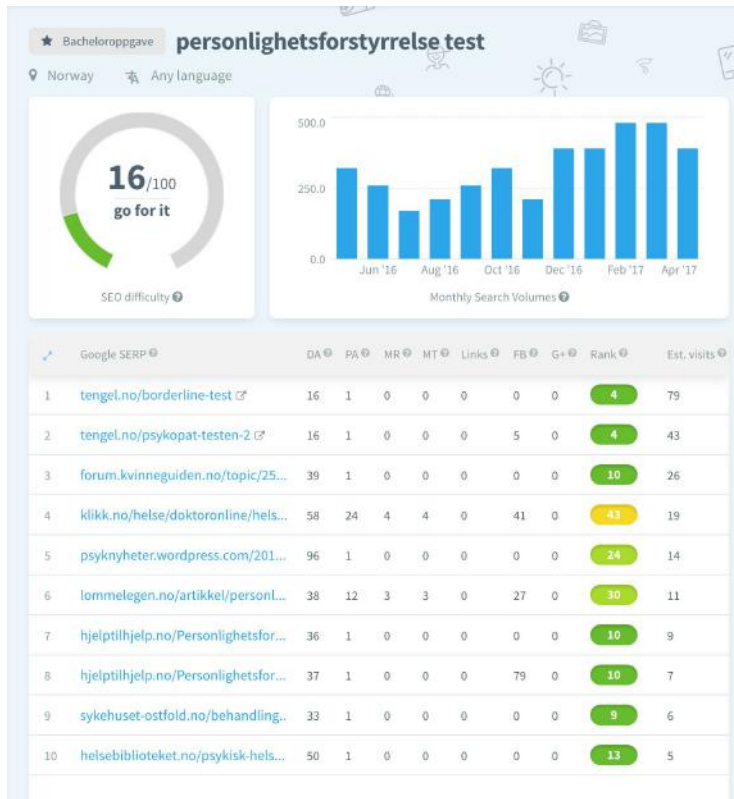 Bacheloroppgave personlighetsforstyrrelse test
Norway Any language
16/100
go for it
SEO difficulty
500.0
250.0
0.0
Jun '16 Aug '16 Oct '16 Dec '16 Feb '17 Apr '17
Monthly Search Volumes
Google SERP DA PA MR MT Links FB G+ Rank Est. visits
1 tengel.no/borderline-test 16 1 0 0 0 0 0 4 79
2 tengel.no/psykopat-testen-2 16 1 0 0 0 5 0 4 43
3 forum.kvinneguiden.no/topic/25... 39 1 0 0 0 0 0 10 26
4 klikk.no/helse/doktoronline/hels... 58 24 4 4 0 41 0 43 19
5 psyknyheter.wordpress.com/201... 96 1 0 0 0 0 0 24 14
6 lommelegen.no/artikkel/personl... 38 12 3 3 0 27 0 30 11
7 hjelptilhjelp.no/Personlighetsfor... 36 1 0 0 0 0 0 10 9
8 hjelptilhjelp.no/Personlighetsfor... 37 1 0 0 0 79 0 10 7
9 sykehuset-ostfold.no/behandling.. 33 1 0 0 0 0 0 9 6
10 helsebiblioteket.no/psykisk-hels... 50 1 0 0 0 0 0 13 5